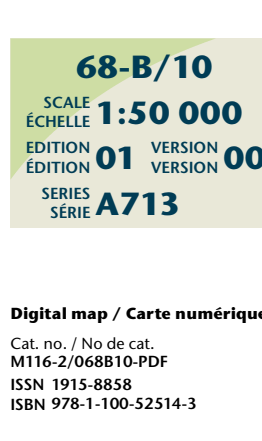 68-B/10
SCALE
ÉCHELLE 1:50 000
EDITION
ÉDITION 01 VERSION
VERSION 00
SERIES
SÉRIE A713
Digital map / Carte numérique
Cat. no. / No de cat.
M116-2/068B10-PDF
ISSN 1915-8858
ISBN 978-1-100-52514-3